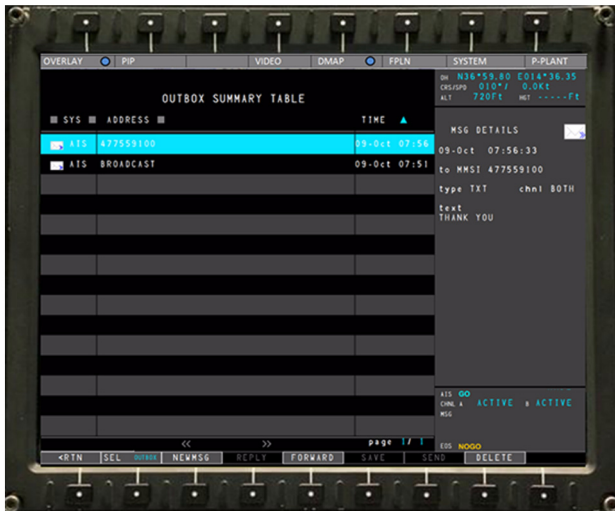 OVERLAY PIP VIDEO DMAP FPLN SYSTEM P-PLANT
DH N36°59.80 E014°36.35
CRS/SPD 010°/ 0.0Kt
ALT 720Ft HGT -----Ft
OUTBOX SUMMARY TABLE
SYS ADDRESS TIME
AIS 477559100 09-Oct 07:56
AIS BROADCAST 09-Oct 07:51
MSG DETAILS
09-Oct 07:56:33
to MMSI 477559100
type TXT chnl BOTH
text
THANK YOU
AIS GO
CHNL A ACTIVE B ACTIVE
MSG
EOS NOGO
<< >> page 1/ 1
<RTN SEL OUTBOX NEWMSG REPLY FORWARD SAVE SEND DELETE